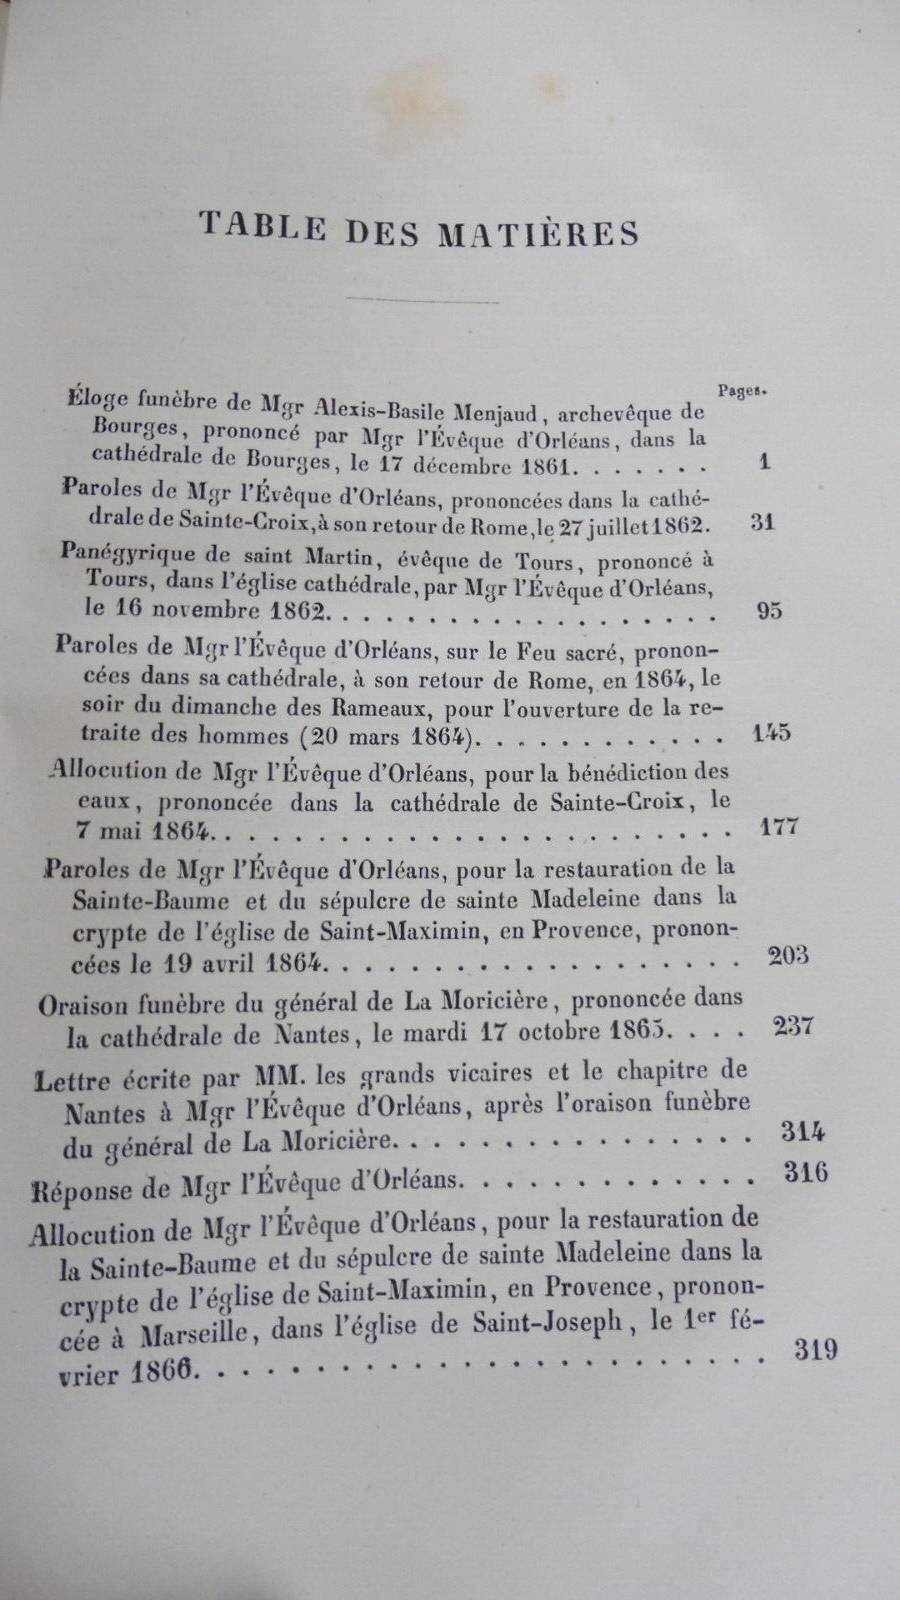 TABLE DES MATIÈRES
Pages.
Éloge funèbre de Mgr Alexis-Basile Menjaud, archevêque de
Bourges, prononcé par Mgr l'Évêque d'Orléans, dans la
cathédrale de Bourges, le 17 décembre 1861. . . . . . . 1
Paroles de Mgr l'Évêque d'Orléans, prononcées dans la cathé-
drale de Sainte-Croix, à son retour de Rome, le 27 juillet 1862. 31
Panégyrique de saint Martin, évêque de Tours, prononcé à
Tours, dans l'église cathédrale, par Mgr l'Évêque d'Orléans,
le 16 novembre 1862. . . . . . . . . . . . . . . . . . . 95
Paroles de Mgr l'Évêque d'Orléans, sur le Feu sacré, pronon-
cées dans sa cathédrale, à son retour de Rome, en 1864, le
soir du dimanche des Rameaux, pour l'ouverture de la re-
traite des hommes (20 mars 1864). . . . . . . . . . . . 145
Allocution de Mgr l'Évêque d'Orléans, pour la bénédiction des
eaux, prononcée dans la cathédrale de Sainte-Croix, le
7 mai 1864. . . . . . . . . . . . . . . . . . . . . . . . 177
Paroles de Mgr l'Évêque d'Orléans, pour la restauration de la
Sainte-Baume et du sépulcre de sainte Madeleine dans la
crypte de l'église de Saint-Maximin, en Provence, pronon-
cées le 19 avril 1864. . . . . . . . . . . . . . . . . . . 203
Oraison funèbre du général de La Moricière, prononcée dans
la cathédrale de Nantes, le mardi 17 octobre 1865. . . . . 237
Lettre écrite par MM. les grands vicaires et le chapitre de
Nantes à Mgr l'Évêque d'Orléans, après l'oraison funèbre
du général de La Moricière. . . . . . . . . . . . . . . . 314
Réponse de Mgr l'Évêque d'Orléans. . . . . . . . . . . . . 316
Allocution de Mgr l'Évêque d'Orléans, pour la restauration de
la Sainte-Baume et du sépulcre de sainte Madeleine dans la
crypte de l'église de Saint-Maximin, en Provence, pronon-
cée à Marseille, dans l'église de Saint-Joseph, le 1er fé-
vrier 1866. . . . . . . . . . . . . . . . . . . . . . . . 319